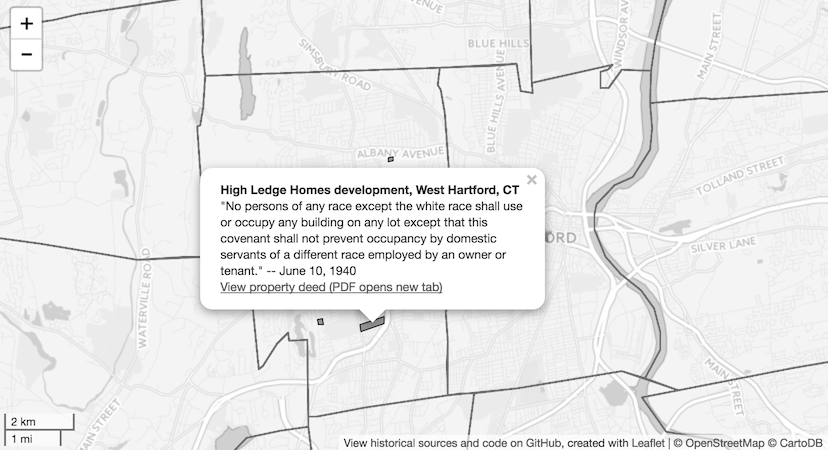 +
−
SIMSBURY ROAD
AVENUE
BLUE HILLS
BLUE HILLS AVENUE
WINDSOR AV
MAIN STREET
ALBANY AVENUE
TOLLAND STREET
High Ledge Homes development, West Hartford, CT
×
"No persons of any race except the white race shall use
or occupy any building on any lot except that this
covenant shall not prevent occupancy by domestic
servants of a different race employed by an owner or
tenant." -- June 10, 1940
View property deed (PDF opens new tab)
ORD
SILVER LANE
WATERVILLE ROAD
MAIN STREET
MAIN STREET
2 km
1 mi
View historical sources and code on GitHub, created with Leaflet | © OpenStreetMap © CartoDB